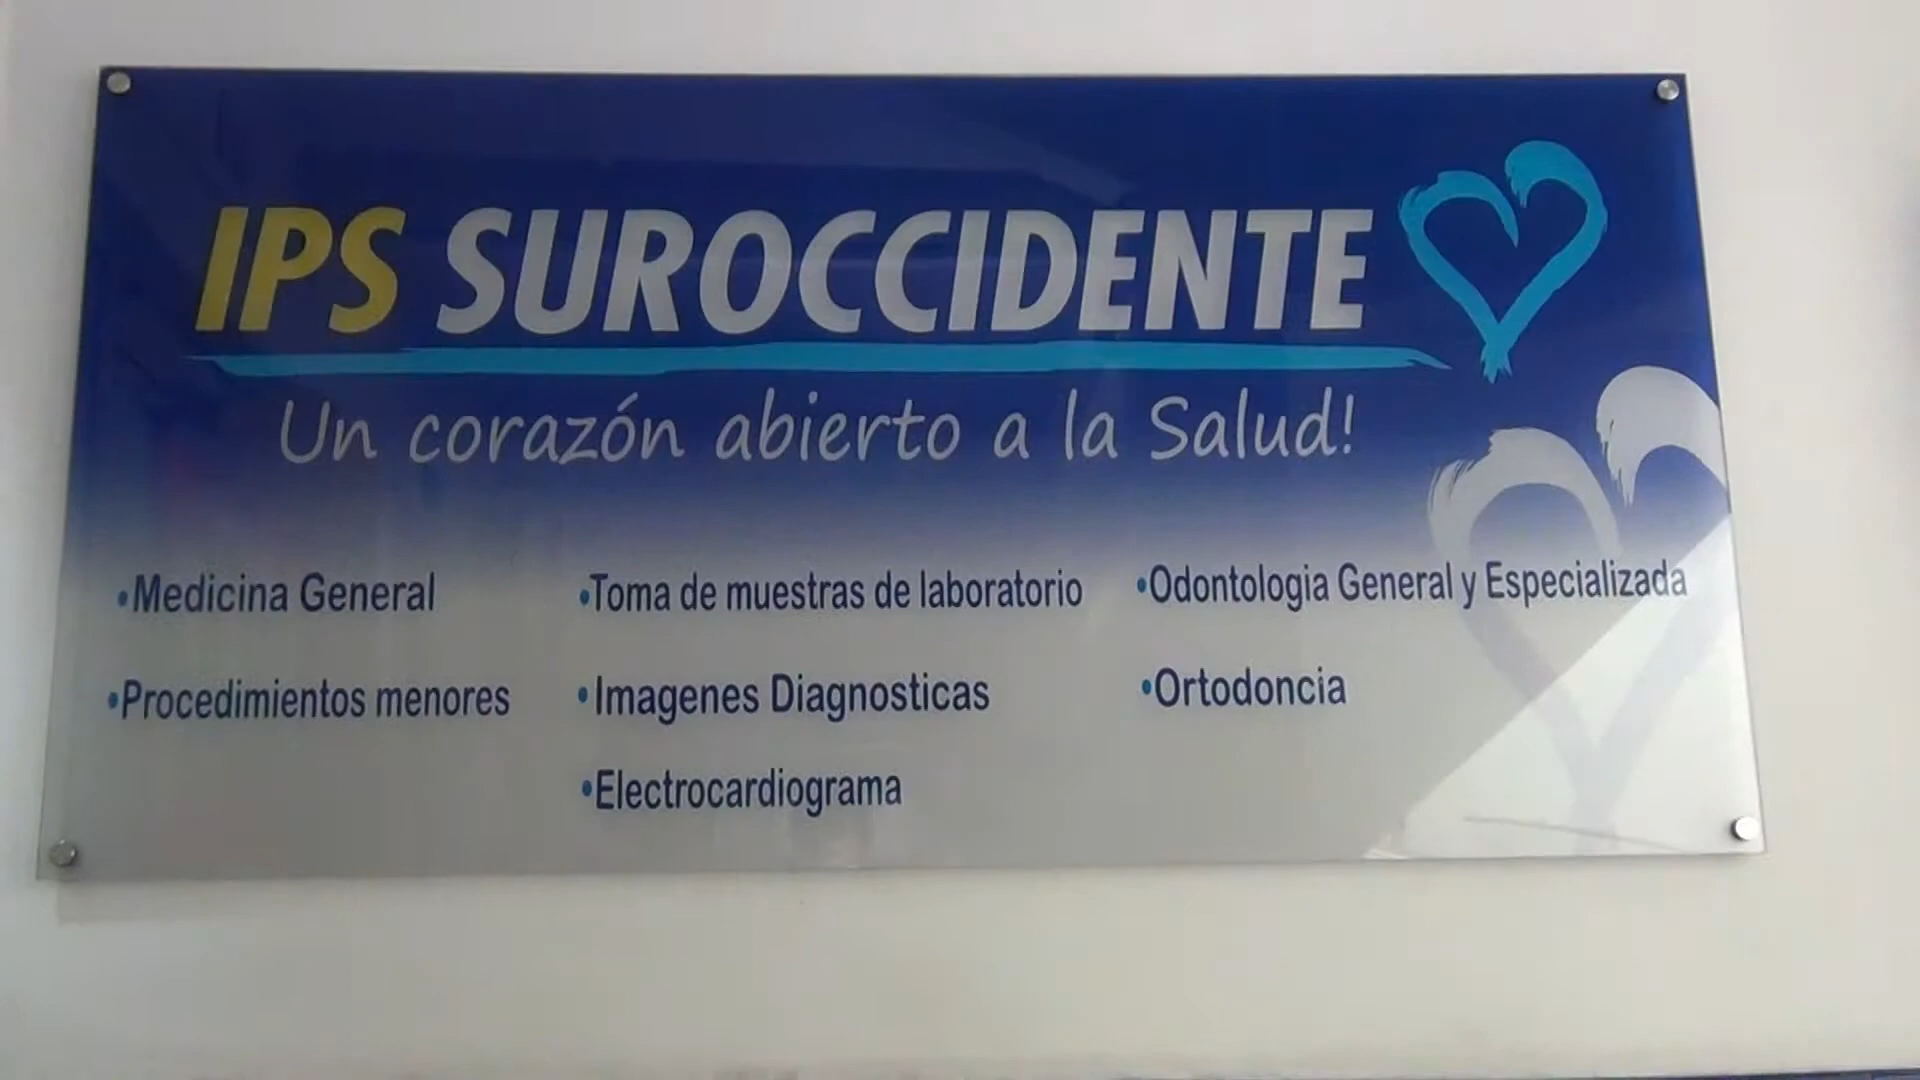 IPS SUROCCIDENTE
Un corazón abierto a la Salud!
•Medicina General
•Procedimientos menores
•Toma de muestras de laboratorio
•Imagenes Diagnosticas
•Electrocardiograma
•Odontologia General y Especializada
•Ortodoncia